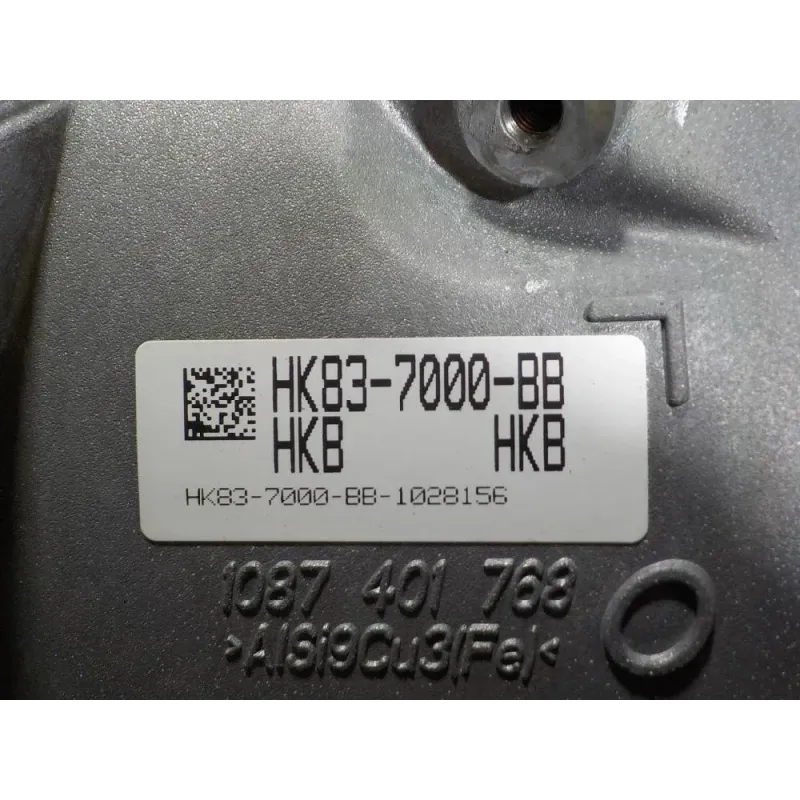 HK83-7000-BB
HKB HKB
HK83-7000-BB-1028156
1087 401 768
>AlSi9Cu3(Fe)<